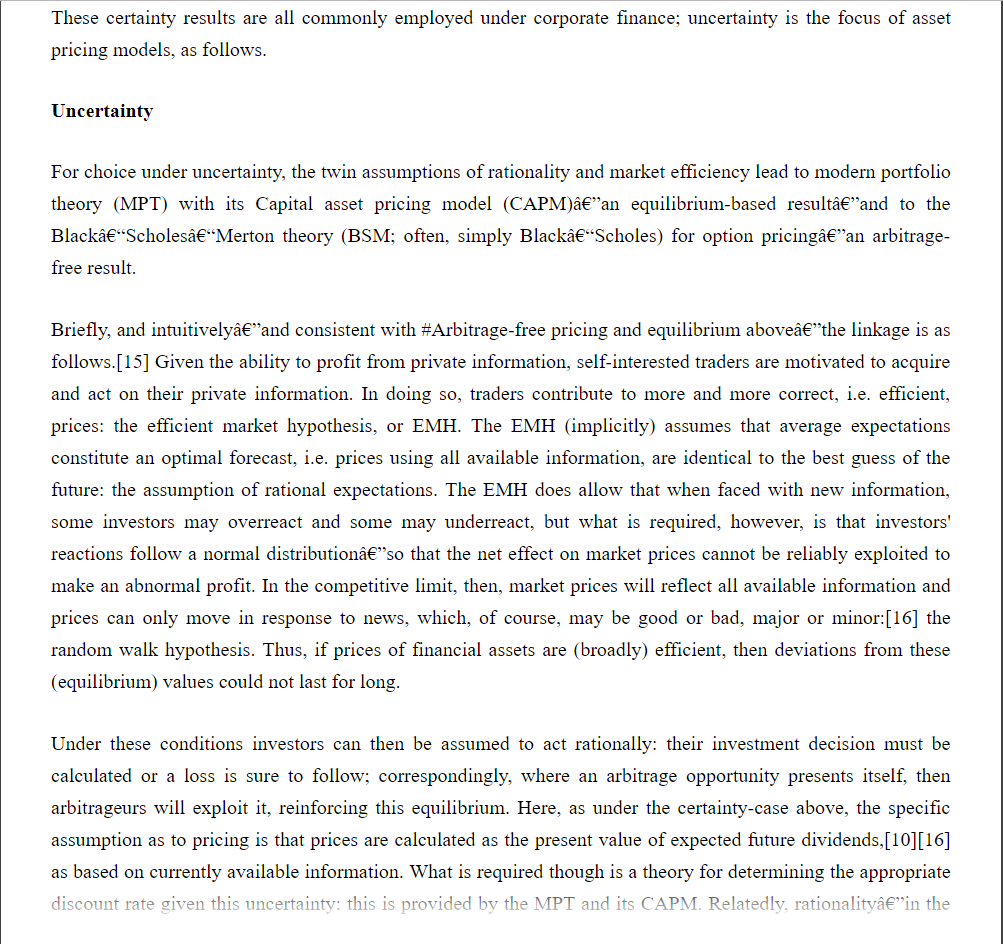 These certainty results are all commonly employed under corporate finance; uncertainty is the focus of asset
pricing models, as follows.
Uncertainty
For choice under uncertainty, the twin assumptions of rationality and market efficiency lead to modern portfolio
theory (MPT) with its Capital asset pricing model (CAPM)â€”an equilibrium-based resultâ€”and to the
Blackâ€“Scholesâ€“Merton theory (BSM; often, simply Blackâ€“Scholes) for option pricingâ€”an arbitrage-
free result.
Briefly, and intuitivelyâ€”and consistent with #Arbitrage-free pricing and equilibrium aboveâ€”the linkage is as
follows.[15] Given the ability to profit from private information, self-interested traders are motivated to acquire
and act on their private information. In doing so, traders contribute to more and more correct, i.e. efficient,
prices: the efficient market hypothesis, or EMH. The EMH (implicitly) assumes that average expectations
constitute an optimal forecast, i.e. prices using all available information, are identical to the best guess of the
future: the assumption of rational expectations. The EMH does allow that when faced with new information,
some investors may overreact and some may underreact, but what is required, however, is that investors'
reactions follow a normal distributionâ€”so that the net effect on market prices cannot be reliably exploited to
make an abnormal profit. In the competitive limit, then, market prices will reflect all available information and
prices can only move in response to news, which, of course, may be good or bad, major or minor:[16] the
random walk hypothesis. Thus, if prices of financial assets are (broadly) efficient, then deviations from these
(equilibrium) values could not last for long.
Under these conditions investors can then be assumed to act rationally: their investment decision must be
calculated or a loss is sure to follow; correspondingly, where an arbitrage opportunity presents itself, then
arbitrageurs will exploit it, reinforcing this equilibrium. Here, as under the certainty-case above, the specific
assumption as to pricing is that prices are calculated as the present value of expected future dividends,[10][16]
as based on currently available information. What is required though is a theory for determining the appropriate
discount rate given this uncertainty: this is provided by the MPT and its CAPM. Relatedly, rationalityâ€”in the